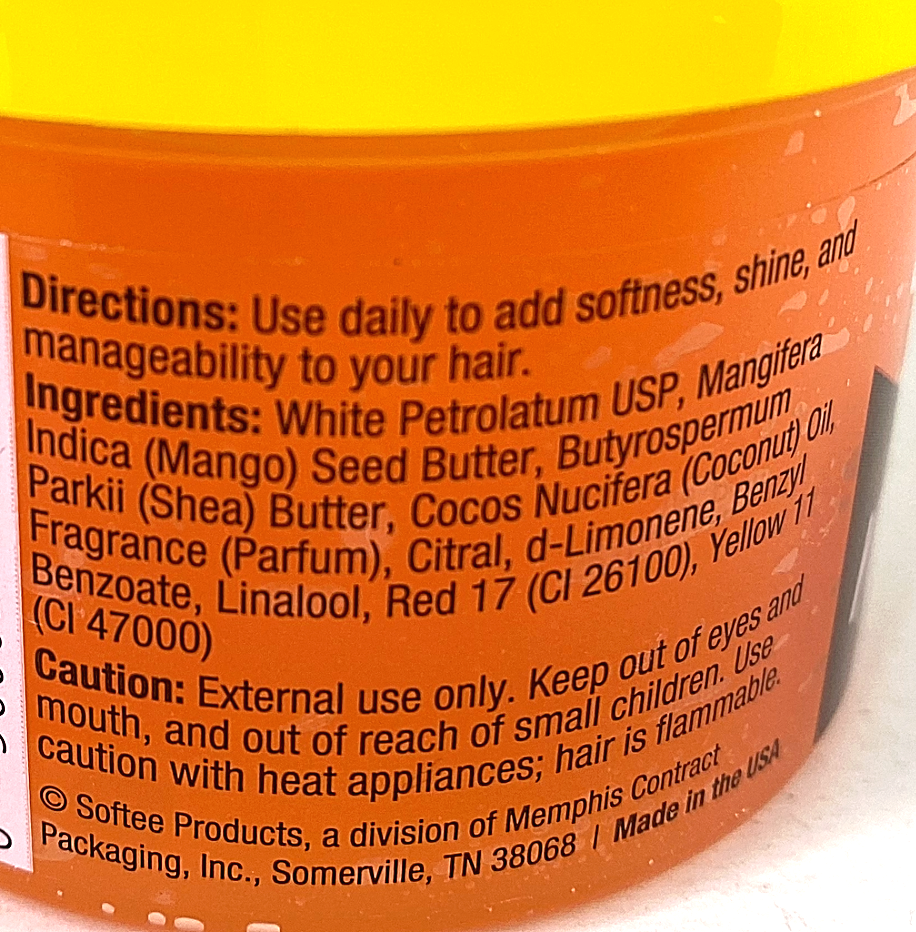 Directions: Use daily to add softness, shine, and
manageability to your hair.
Ingredients: White Petrolatum USP, Mangifera
Indica (Mango) Seed Butter, Butyrospermum
Parkii (Shea) Butter, Cocos Nucifera (Coconut) Oil,
Fragrance (Parfum), Citral, d-Limonene, Benzyl
Benzoate, Linalool, Red 17 (CI 26100), Yellow 11
(CI 47000)
Caution: External use only. Keep out of eyes and
mouth, and out of reach of small children. Use
caution with heat appliances; hair is flammable.
© Softee Products, a division of Memphis Contract
Packaging, Inc., Somerville, TN 38068 | Made in the USA